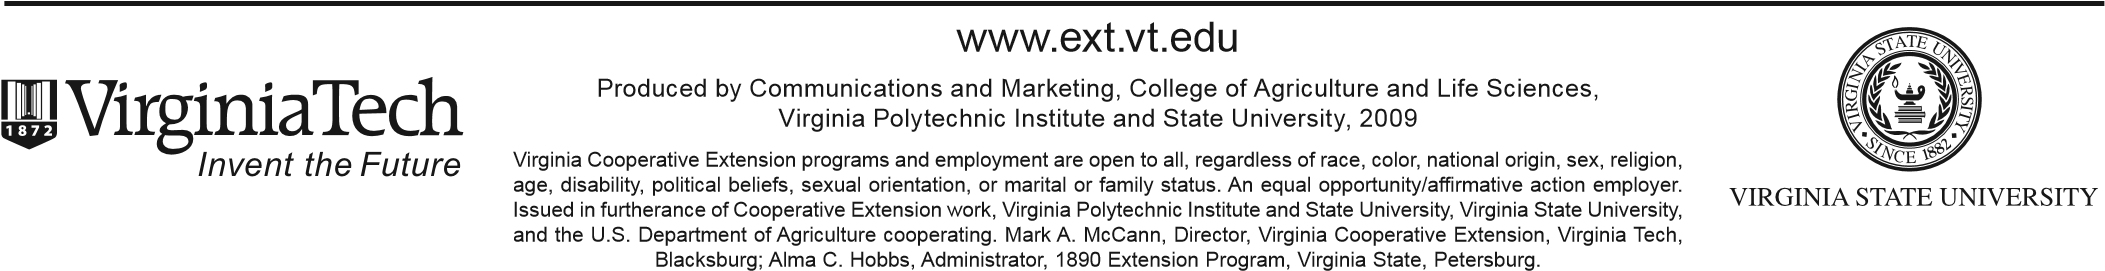 www.ext.vt.edu
Produced by Communications and Marketing, College of Agriculture and Life Sciences,
Virginia Polytechnic Institute and State University, 2009
1872
VirginiaTech
Invent the Future
Virginia Cooperative Extension programs and employment are open to all, regardless of race, color, national origin, sex, religion,
age, disability, political beliefs, sexual orientation, or marital or family status. An equal opportunity/affirmative action employer.
Issued in furtherance of Cooperative Extension work, Virginia Polytechnic Institute and State University, Virginia State University,
and the U.S. Department of Agriculture cooperating. Mark A. McCann, Director, Virginia Cooperative Extension, Virginia Tech,
Blacksburg; Alma C. Hobbs, Administrator, 1890 Extension Program, Virginia State, Petersburg.
VIRGINIA STATE UNIVERSITY
SINCE 1882
VIRGINIA STATE UNIVERSITY